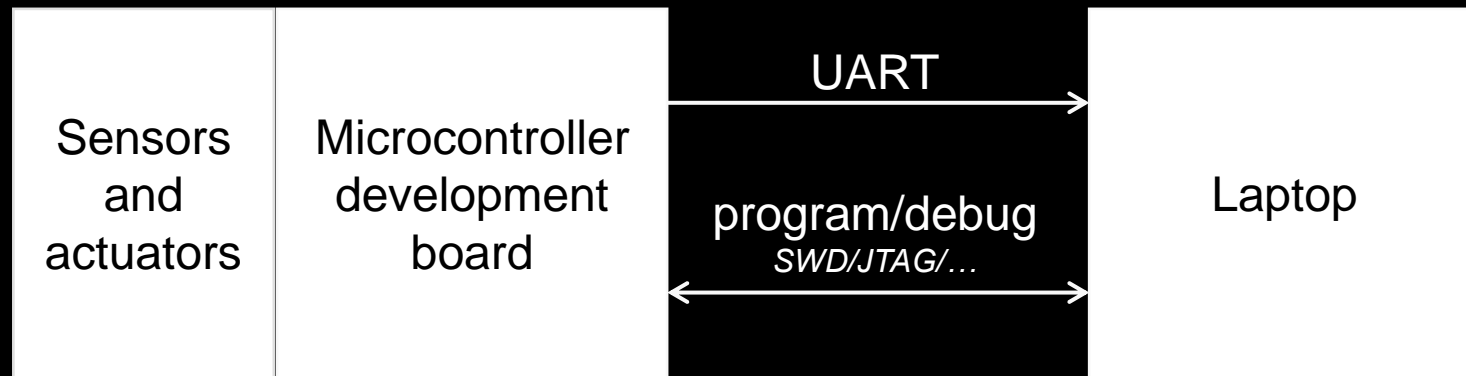 Sensors
and
actuators
Microcontroller
development
board
UART
program/debug
SWD/JTAG/…
Laptop